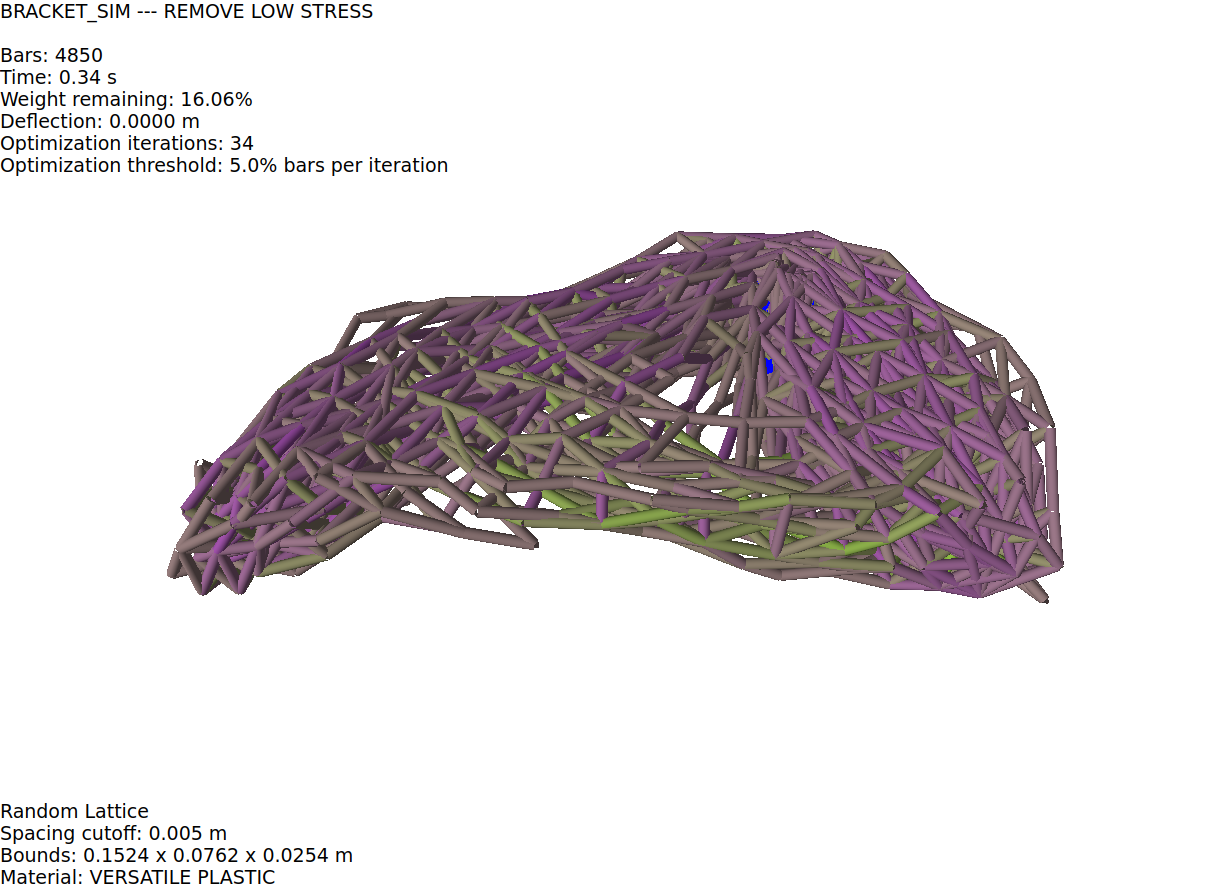 BRACKET_SIM --- REMOVE LOW STRESS
Bars: 4850
Time: 0.34 s
Weight remaining: 16.06%
Deflection: 0.0000 m
Optimization iterations: 34
Optimization threshold: 5.0% bars per iteration
Random Lattice
Spacing cutoff: 0.005 m
Bounds: 0.1524 x 0.0762 x 0.0254 m
Material: VERSATILE PLASTIC